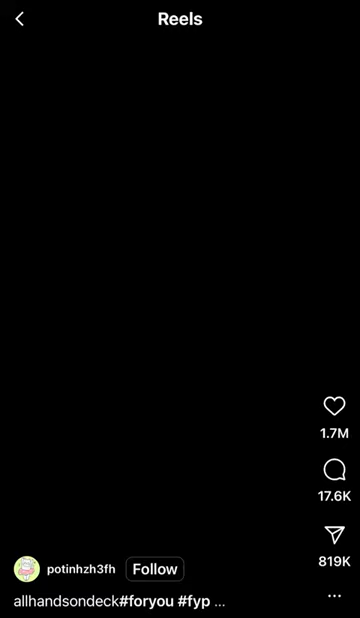 Reels
1.7M
17.6K
819K
potinhzh3fh Follow
allhandsondeck#foryou #fyp ...